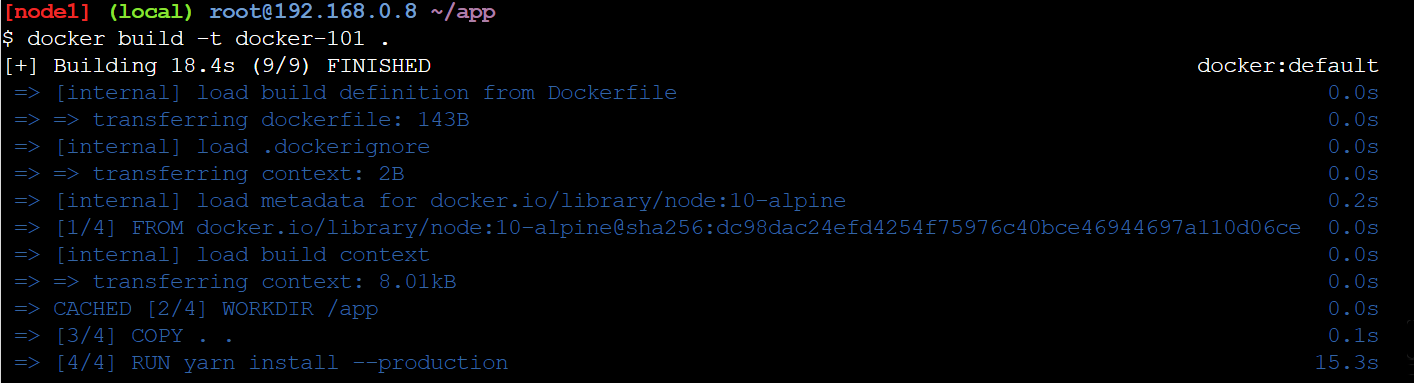 [node1] (local) root@192.168.0.8 ~/app
$ docker build -t docker-101 .
[+] Building 18.4s (9/9) FINISHED docker:default
=> [internal] load build definition from Dockerfile 0.0s
=> => transferring dockerfile: 143B 0.0s
=> [internal] load .dockerignore 0.0s
=> => transferring context: 2B 0.0s
=> [internal] load metadata for docker.io/library/node:10-alpine 0.2s
=> [1/4] FROM docker.io/library/node:10-alpine@sha256:dc98dac24efd4254f75976c40bce46944697a110d06ce 0.0s
=> [internal] load build context 0.0s
=> => transferring context: 8.01kB 0.0s
=> CACHED [2/4] WORKDIR /app 0.0s
=> [3/4] COPY . . 0.1s
=> [4/4] RUN yarn install --production 15.3s